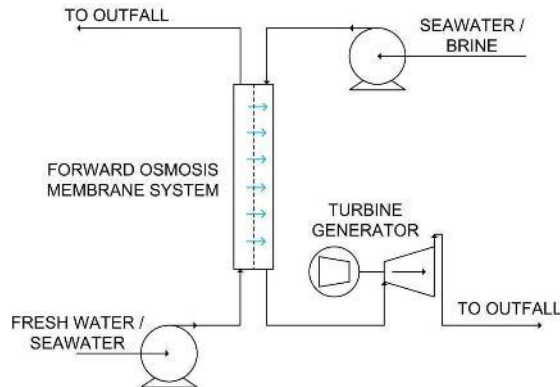 TO OUTFALL
SEAWATER /
BRINE
FORWARD OSMOSIS
MEMBRANE SYSTEM
TURBINE
GENERATOR
TO OUTFALL
FRESH WATER /
SEAWATER